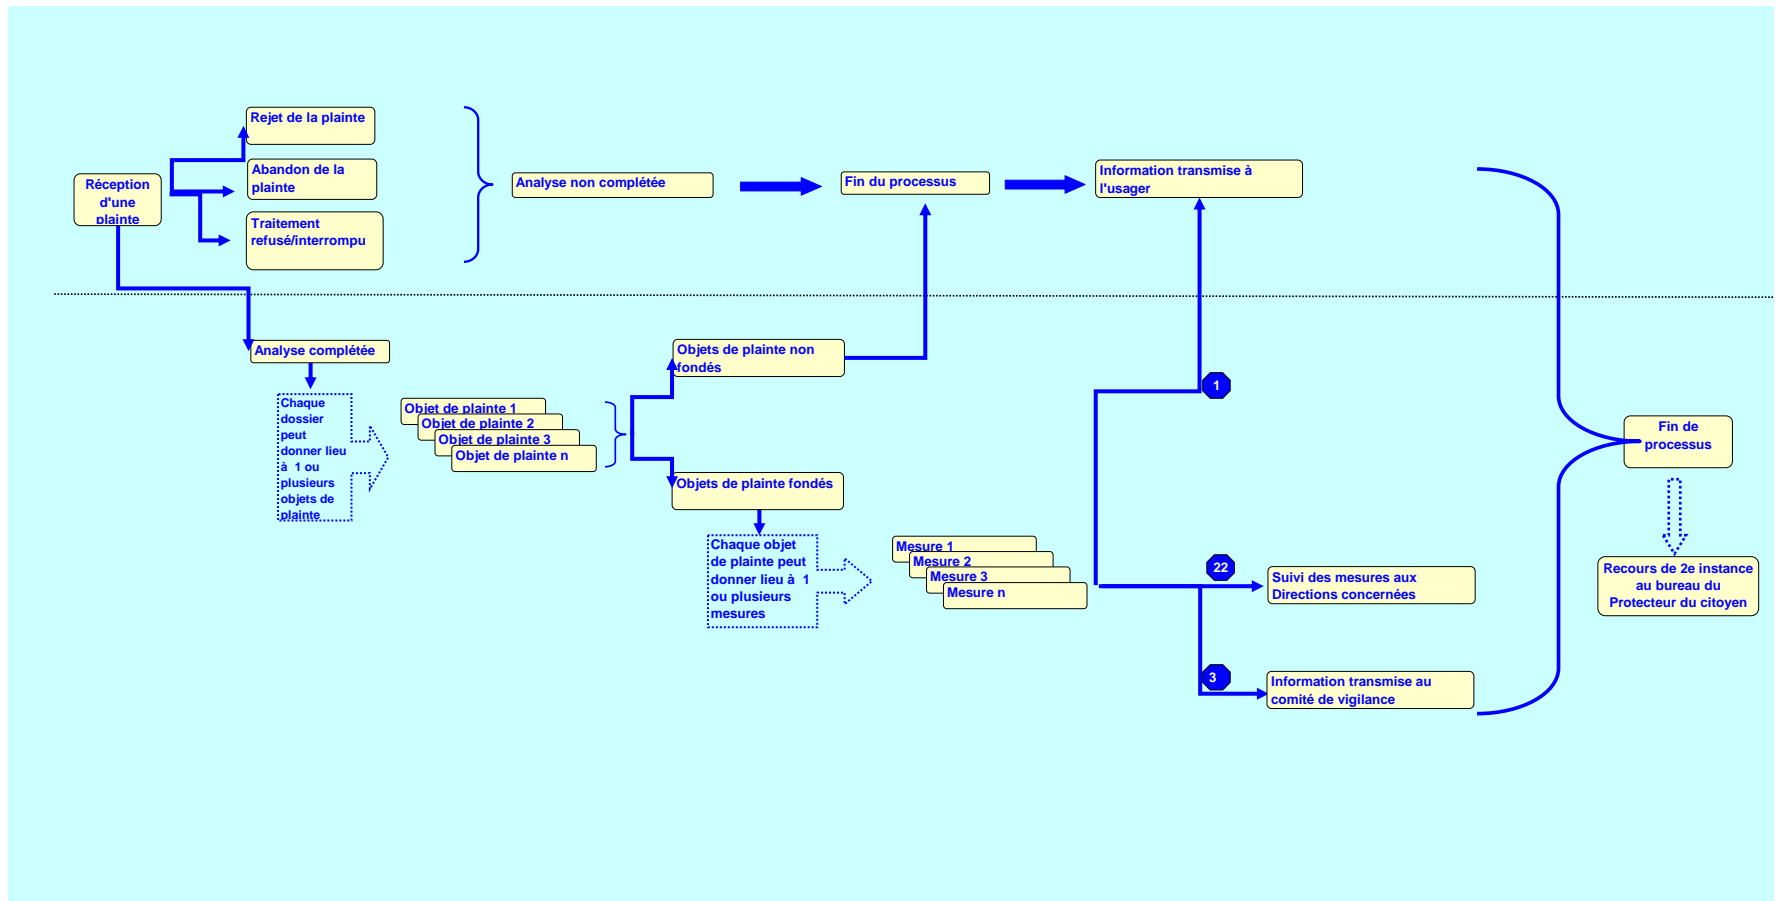 Rejet de la plainte
Abandon de la
plainte
Réception
d'une
plainte
Traitement
refusé/interrompu
Analyse non complétée
Fin du processus
Information transmise à
l'usager
Analyse complétée
Chaque
dossier
peut
donner lieu
à 1 ou
plusieurs
objets de
plainte
Objet de plainte 1
Objet de plainte 2
Objet de plainte 3
Objet de plainte n
Objets de plainte non
fondés
Objets de plainte fondés
Chaque objet
de plainte peut
donner lieu à 1
ou plusieurs
mesures
Mesure 1
Mesure 2
Mesure 3
Mesure n
1
22
Suivi des mesures aux
Directions concernées
3
Information transmise au
comité de vigilance
Fin de
processus
Recours de 2e instance
au bureau du
Protecteur du citoyen